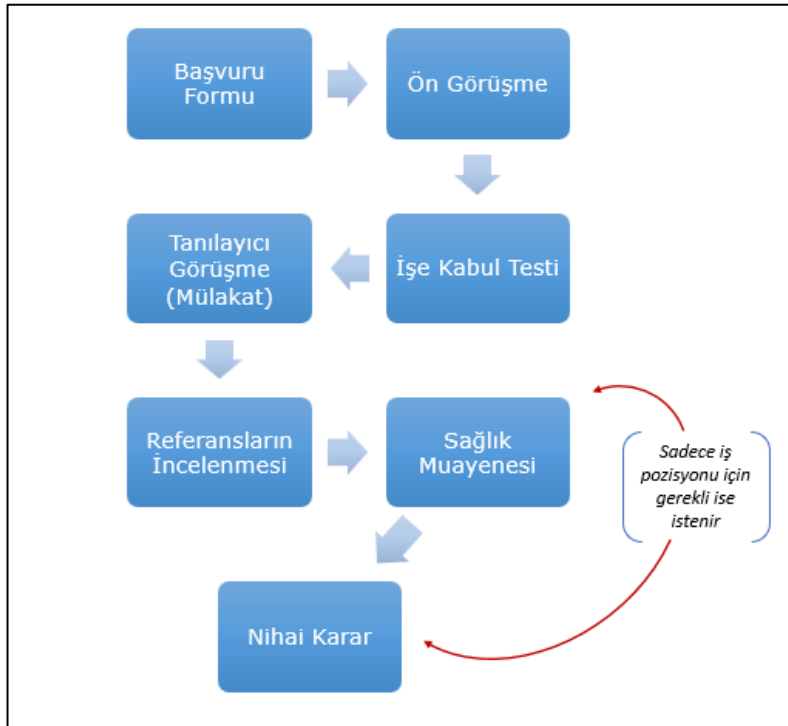 Başvuru
Formu
Ön Görüşme
İşe Kabul Testi
Tanılayıcı
Görüşme
(Mülakat)
Referansların
İncelenmesi
Sağlık
Muayenesi
Sadece iş
pozisyonu için
gerekli ise
istenir
Nihai Karar